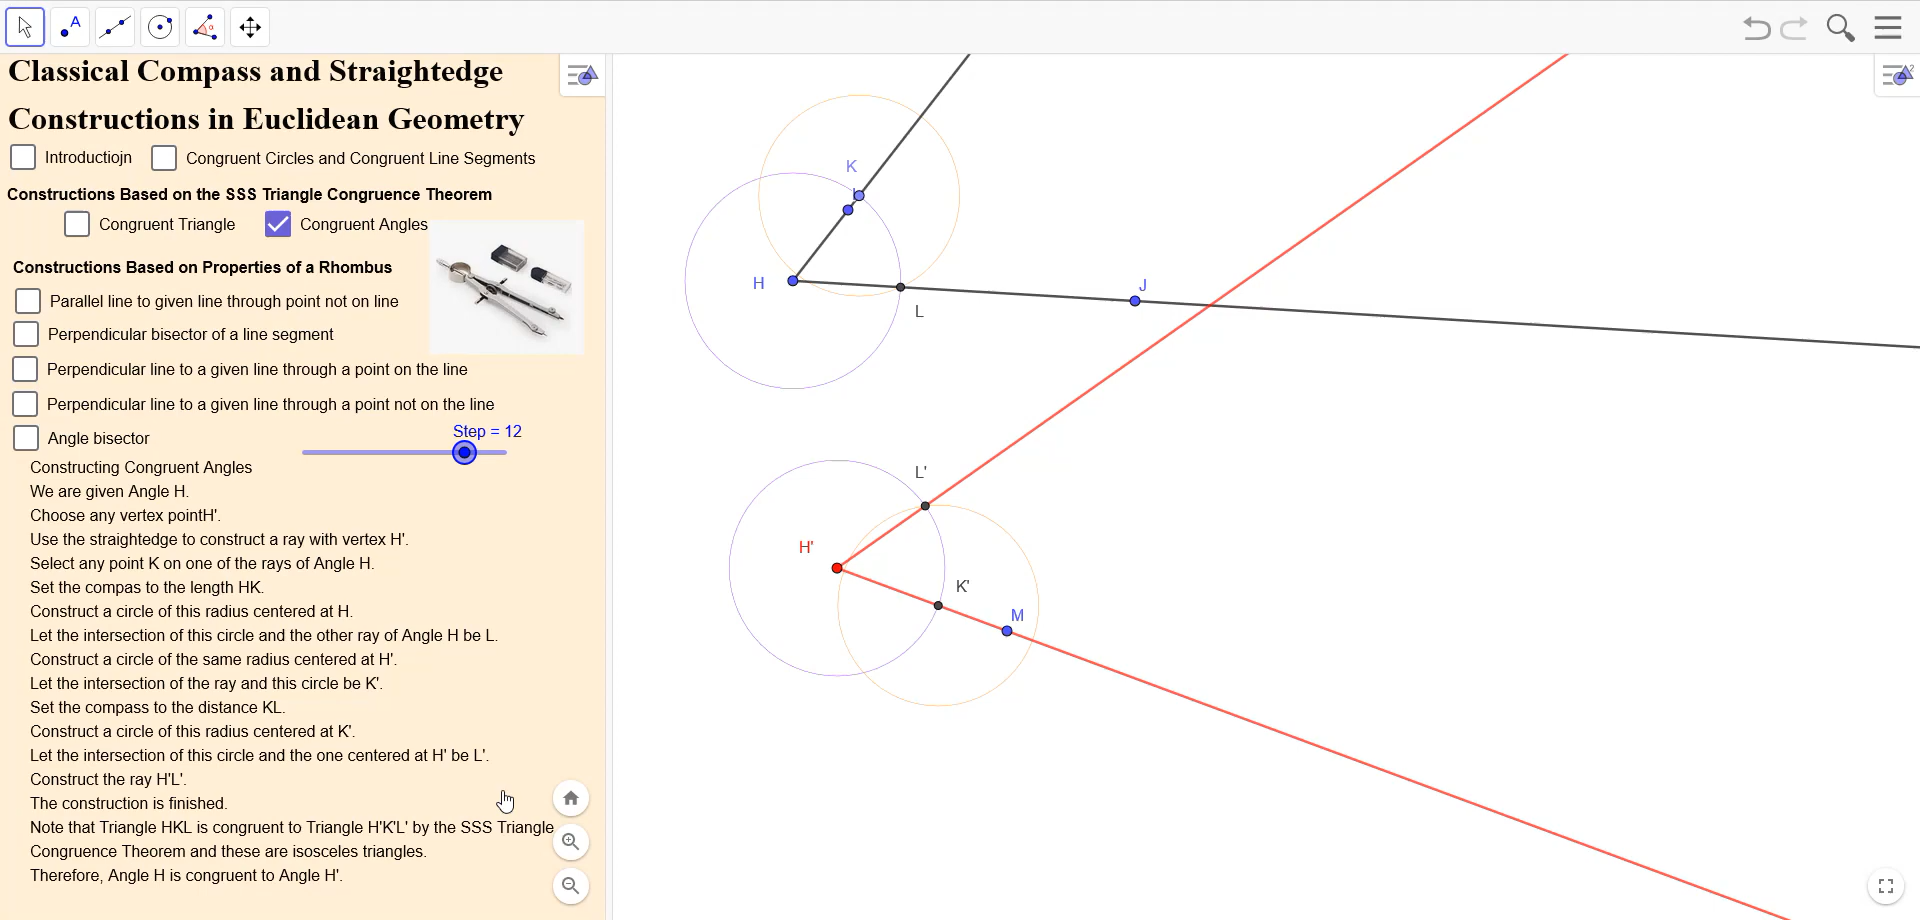 A
Classical Compass and Straightedge
Constructions in Euclidean Geometry
Introductiojn
Congruent Circles and Congruent Line Segments
Constructions Based on the SSS Triangle Congruence Theorem
Congruent Triangle
Congruent Angles
Constructions Based on Properties of a Rhombus
Parallel line to given line through point not on line
Perpendicular bisector of a line segment
Perpendicular line to a given line through a point on the line
Perpendicular line to a given line through a point not on the line
Angle bisector
Step = 12
Constructing Congruent Angles
We are given Angle H.
Choose any vertex pointH'.
Use the straightedge to construct a ray with vertex H'.
Select any point K on one of the rays of Angle H.
Set the compas to the length HK.
Construct a circle of this radius centered at H.
Let the intersection of this circle and the other ray of Angle H be L.
Construct a circle of the same radius centered at H'.
Let the intersection of the ray and this circle be K'.
Set the compass to the distance KL.
Construct a circle of this radius centered at K'.
Let the intersection of this circle and the one centered at H' be L'.
Construct the ray H'L'.
The construction is finished.
Note that Triangle HKL is congruent to Triangle H'K'L' by the SSS Triangle
Congruence Theorem and these are isosceles triangles.
Therefore, Angle H is congruent to Angle H'.
K
H
J
L
L'
H'
K'
M
2